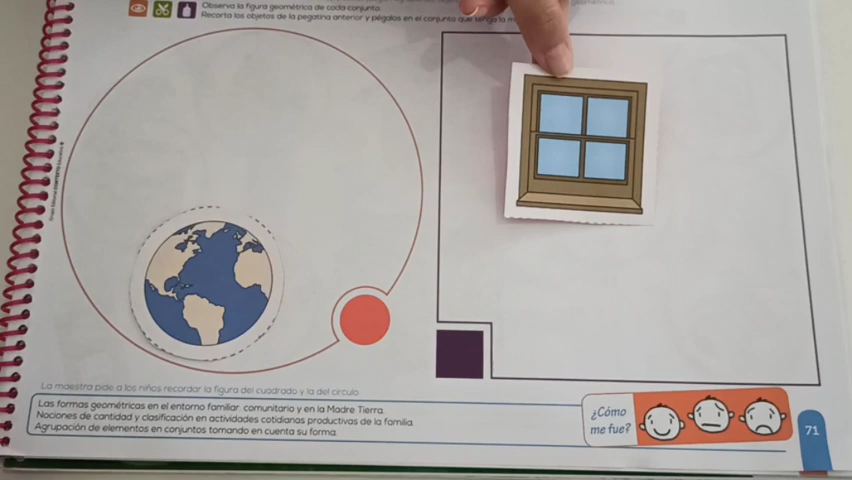 Observa la figura geométrica de cada conjunto.
Recorta los objetos de la pegatina anterior y pégalos en el conjunto que tenga la
La maestra pide a los niños recordar la figura del cuadrado y la del círculo.
Las formas geométricas en el entorno familiar, comunitario y en la Madre Tierra.
Nociones de cantidad y clasificación en actividades cotidianas productivas de la familia.
Agrupación de elementos en conjuntos tomando en cuenta su forma.
¿Cómo
me fue?
71